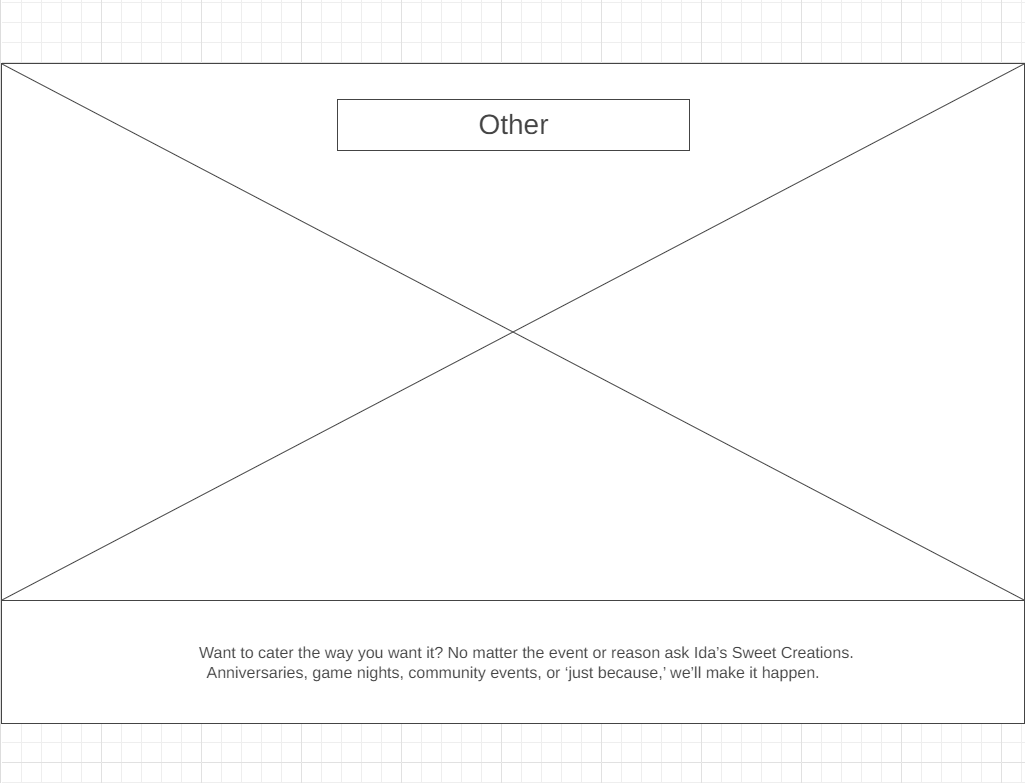 Other
Want to cater the way you want it? No matter the event or reason ask Ida’s Sweet Creations.
Anniversaries, game nights, community events, or ‘just because,’ we’ll make it happen.